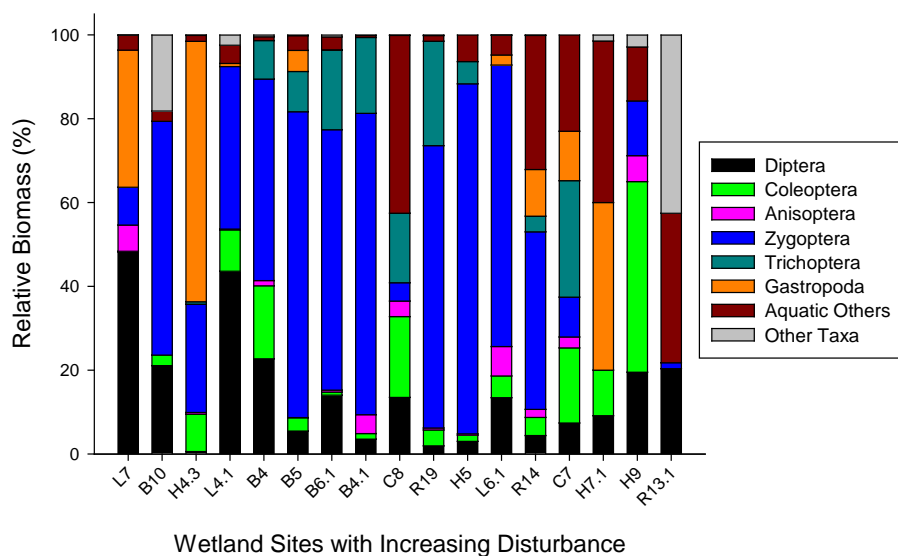 Relative Biomass (%)
100
80
60
40
20
0
L7
B10
H4.3
L4.1
B4
B5
B6.1
B4.1
C8
R19
H5
L6.1
R14
C7
H7.1
H9
R13.1
Wetland Sites with Increasing Disturbance
Diptera
Coleoptera
Anisoptera
Zygoptera
Trichoptera
Gastropoda
Aquatic Others
Other Taxa